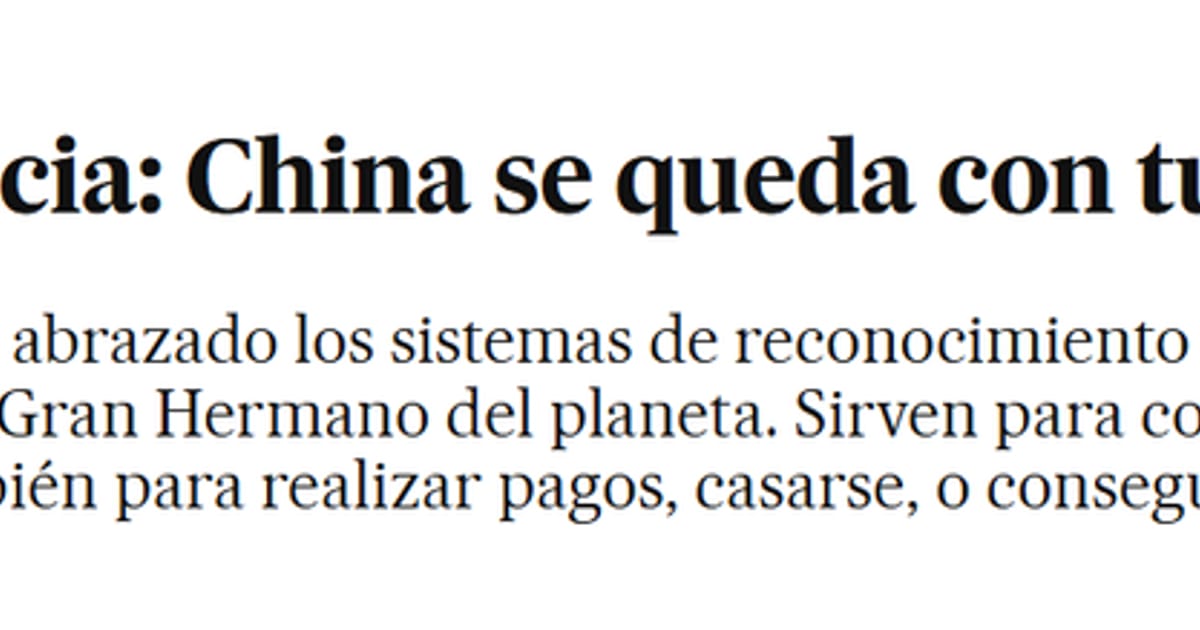 cia: China se queda con tu
abrazado los sistemas de reconocimiento
Gran Hermano del planeta. Sirven para co
bién para realizar pagos, casarse, o consegu